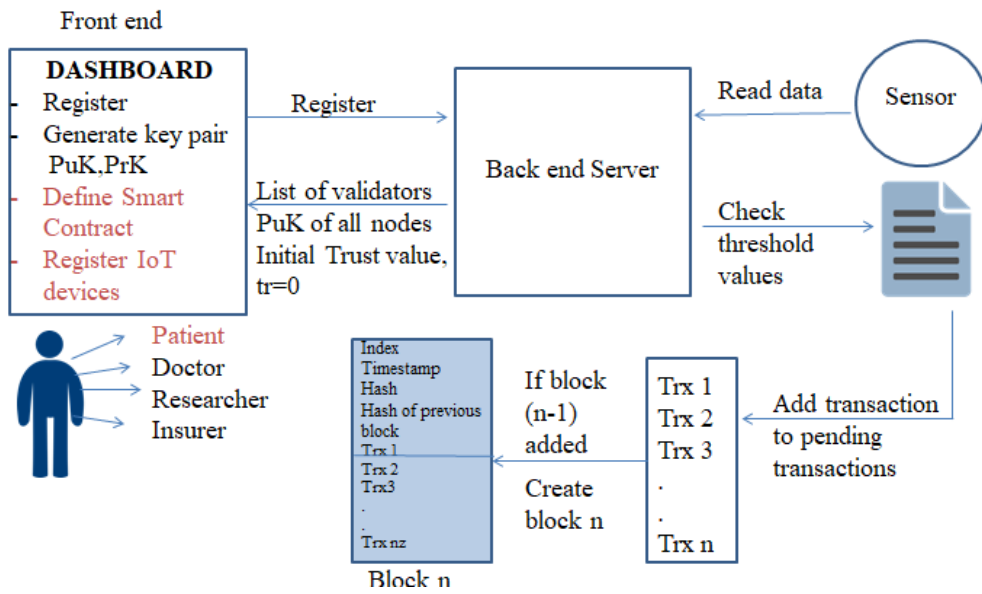 Front end
DASHBOARD
- Register
- Generate key pair
PuK,PrK
- Define Smart
Contract
- Register IoT
devices
Register
List of validators
PuK of all nodes
Initial Trust value,
tr=0
Back end Server
Read data
Sensor
Check
threshold
values
Patient
Doctor
Researcher
Insurer
Index
Timestamp
Hash
Hash of previous
block
Trx 1
Trx 2
Trx3
.
.
Trx nz
Block n
If block
(n-1)
added
Create
block n
Trx 1
Trx 2
Trx 3
.
.
Trx n
Add transaction
to pending
transactions